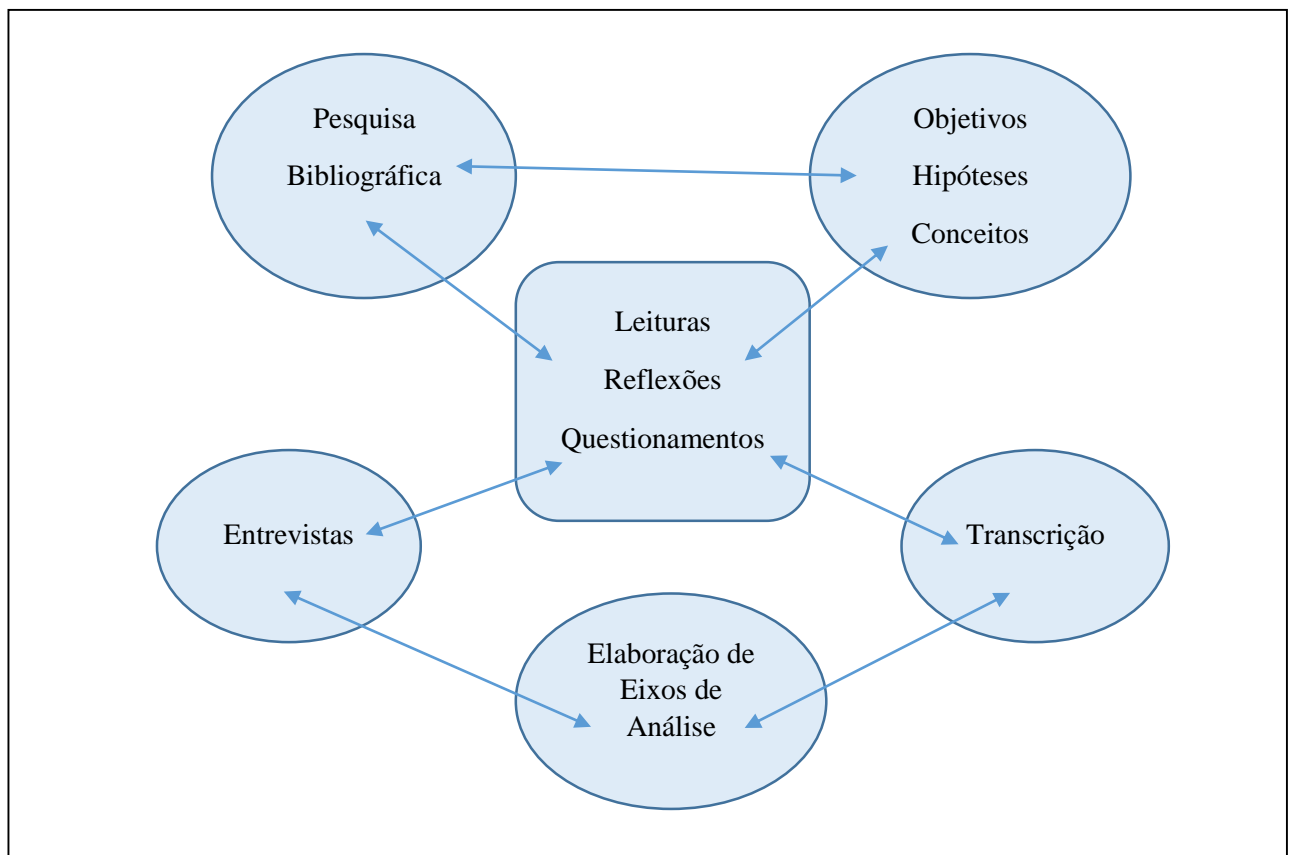 Pesquisa
Bibliográfica
Objetivos
Hipóteses
Conceitos
Leituras
Reflexões
Questionamentos
Entrevistas
Transcrição
Elaboração de
Eixos de
Análise